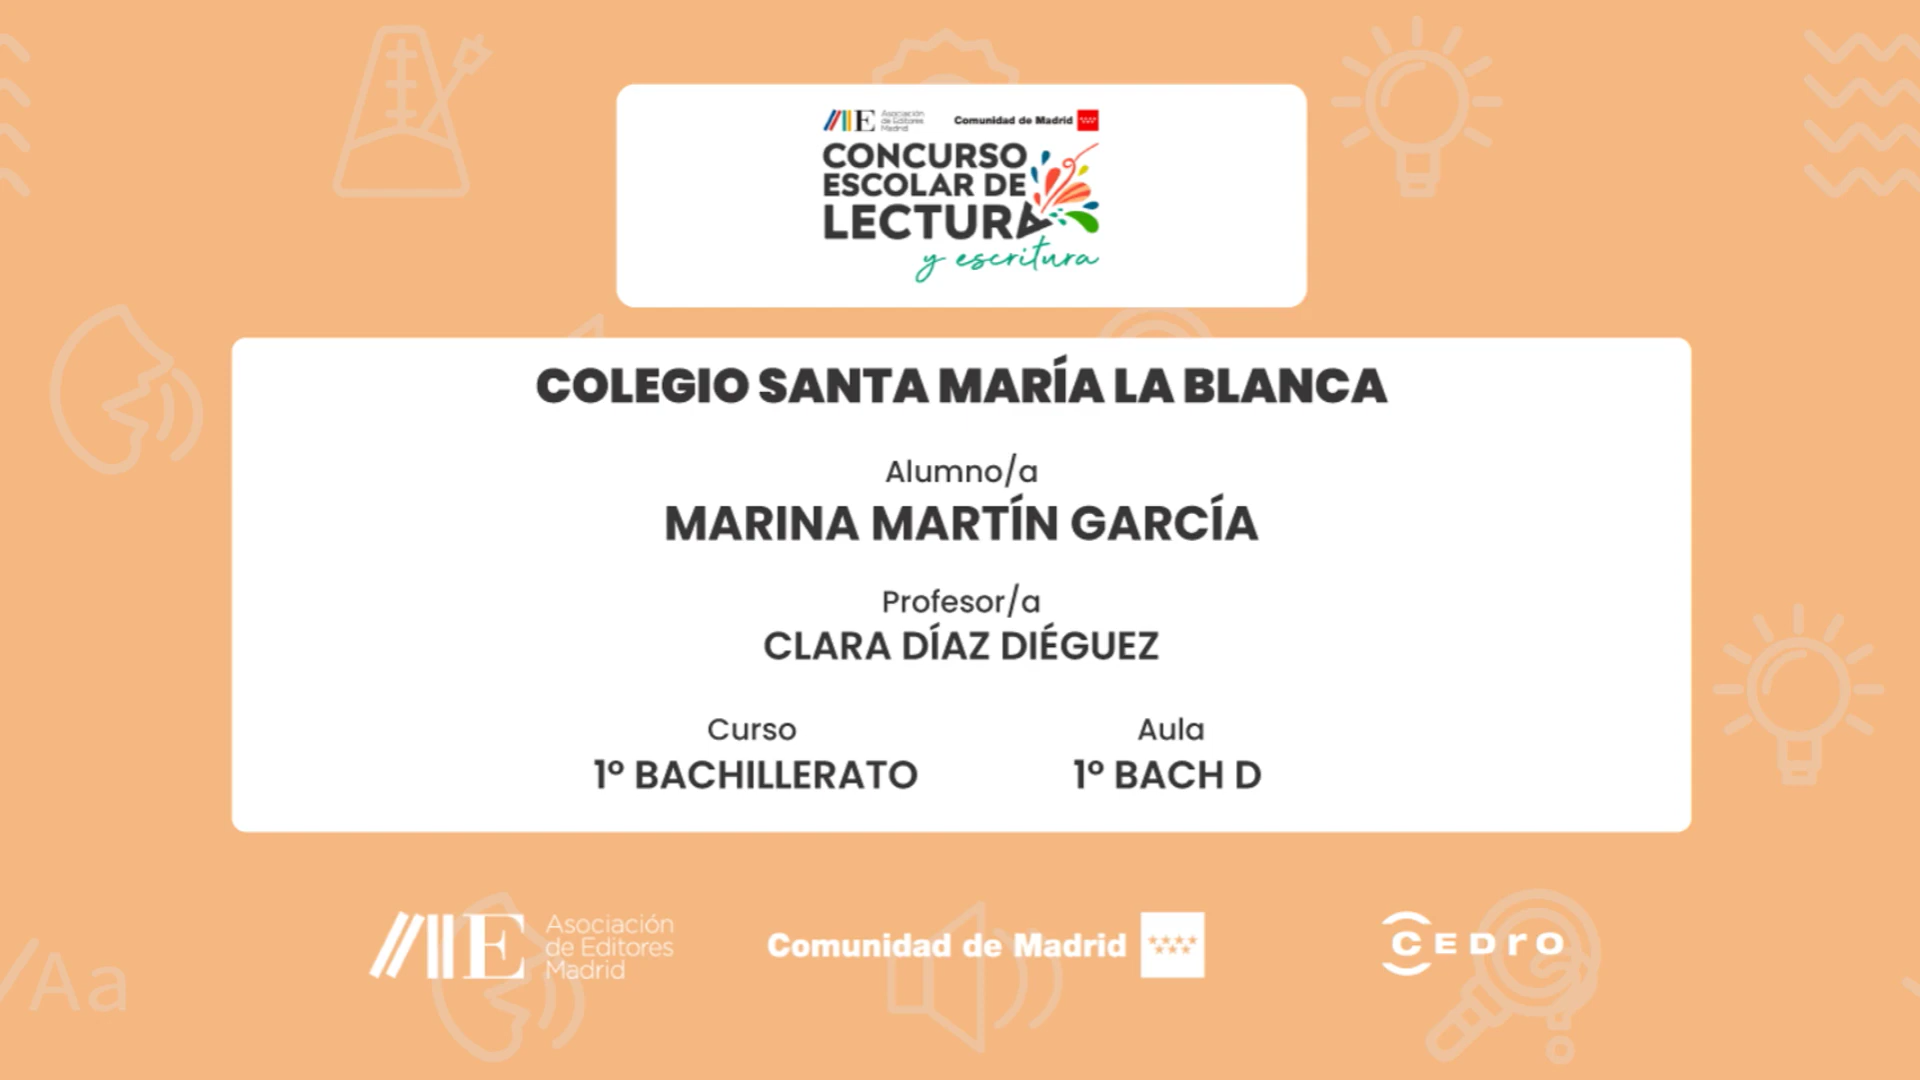 Asociación
de Editores
Madrid
Comunidad de Madrid
CONCURSO
ESCOLAR DE
LECTURA
y escritura
COLEGIO SANTA MARÍA LA BLANCA
Alumno/a
MARINA MARTÍN GARCÍA
Profesor/a
CLARA DÍAZ DIÉGUEZ
Curso
1º BACHILLERATO
Aula
1º BACH D
Asociación
de Editores
Madrid
Comunidad de Madrid
CEDRO
Aa